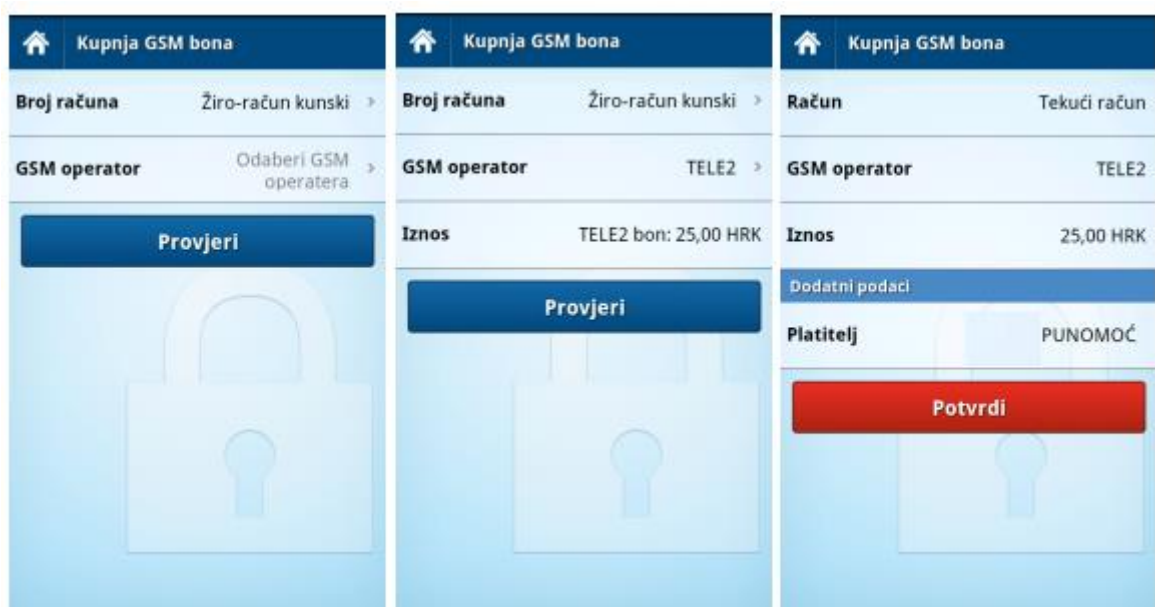 Kupnja GSM bona
Broj računa Žiro-račun kunski
GSM operator Odaberi GSM operatera
Provjeri
Kupnja GSM bona
Broj računa Žiro-račun kunski
GSM operator TELE2
Iznos TELE2 bon: 25,00 HRK
Provjeri
Kupnja GSM bona
Račun Tekući račun
GSM operator TELE2
Iznos 25,00 HRK
Dodatni podaci
Platitelj PUNOMOĆ
Potvrdi